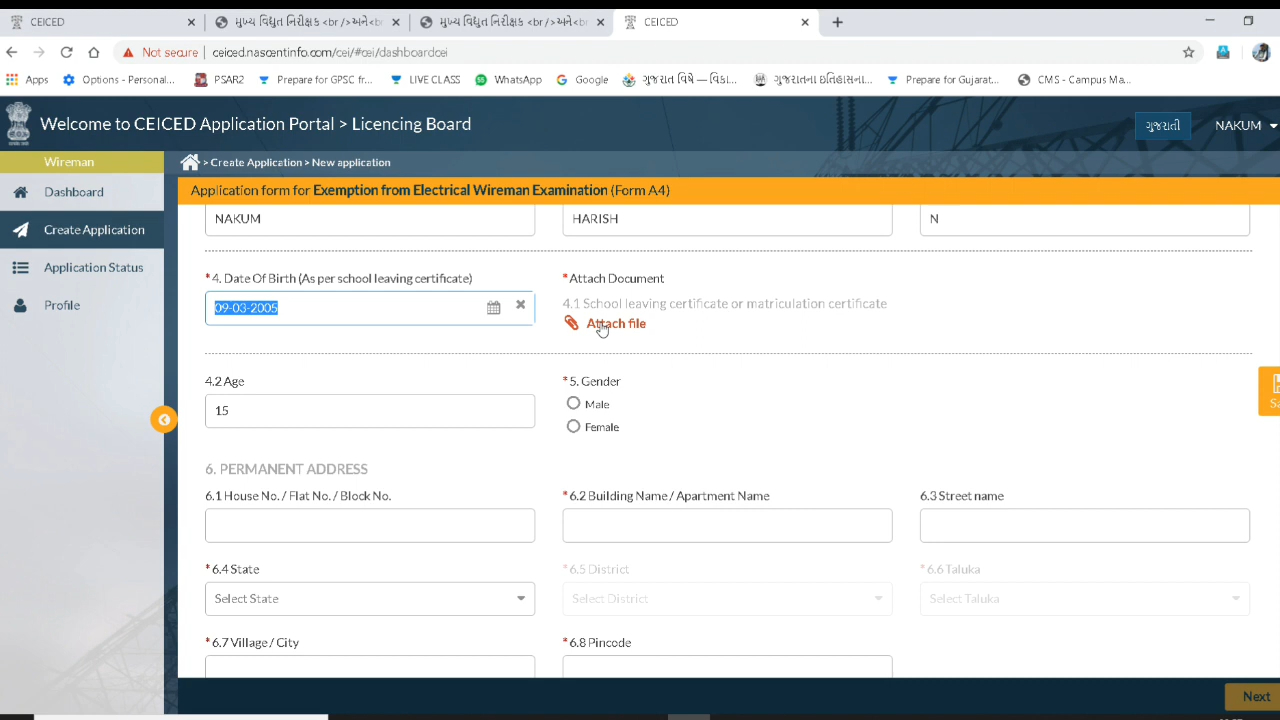 CEICED
મુખ્ય વિદ્યુત નિરીક્ષક <br />અને<br
મુખ્ય વિદ્યુત નિરીક્ષક <br />અને<br
CEICED
Not secure | ceiced.nascentinfo.com/cei/#cei/dashboardcei
Apps
Options - Personal...
PSAR2
Prepare for GPSC fr...
LIVE CLASS
WhatsApp
Google
ગુજરાત વિષે — વિકા...
ગુજરાતના ઇતિહાસના...
Prepare for Gujarat...
CMS - Campus Ma...
Welcome to CEICED Application Portal > Licencing Board
ગુજરાતી
NAKUM
Wireman
> Create Application > New application
Dashboard
Create Application
Application Status
Profile
Application form for Exemption from Electrical Wireman Examination (Form A4)
NAKUM
HARISH
N
* 4. Date Of Birth (As per school leaving certificate)
09-03-2005
* Attach Document
4.1 School leaving certificate or matriculation certificate
Attach file
4.2 Age
15
* 5. Gender
Male
Female
6. PERMANENT ADDRESS
6.1 House No. / Flat No. / Block No.
* 6.2 Building Name / Apartment Name
6.3 Street name
* 6.4 State
Select State
* 6.5 District
Select District
* 6.6 Taluka
Select Taluka
* 6.7 Village / City
* 6.8 Pincode
Next